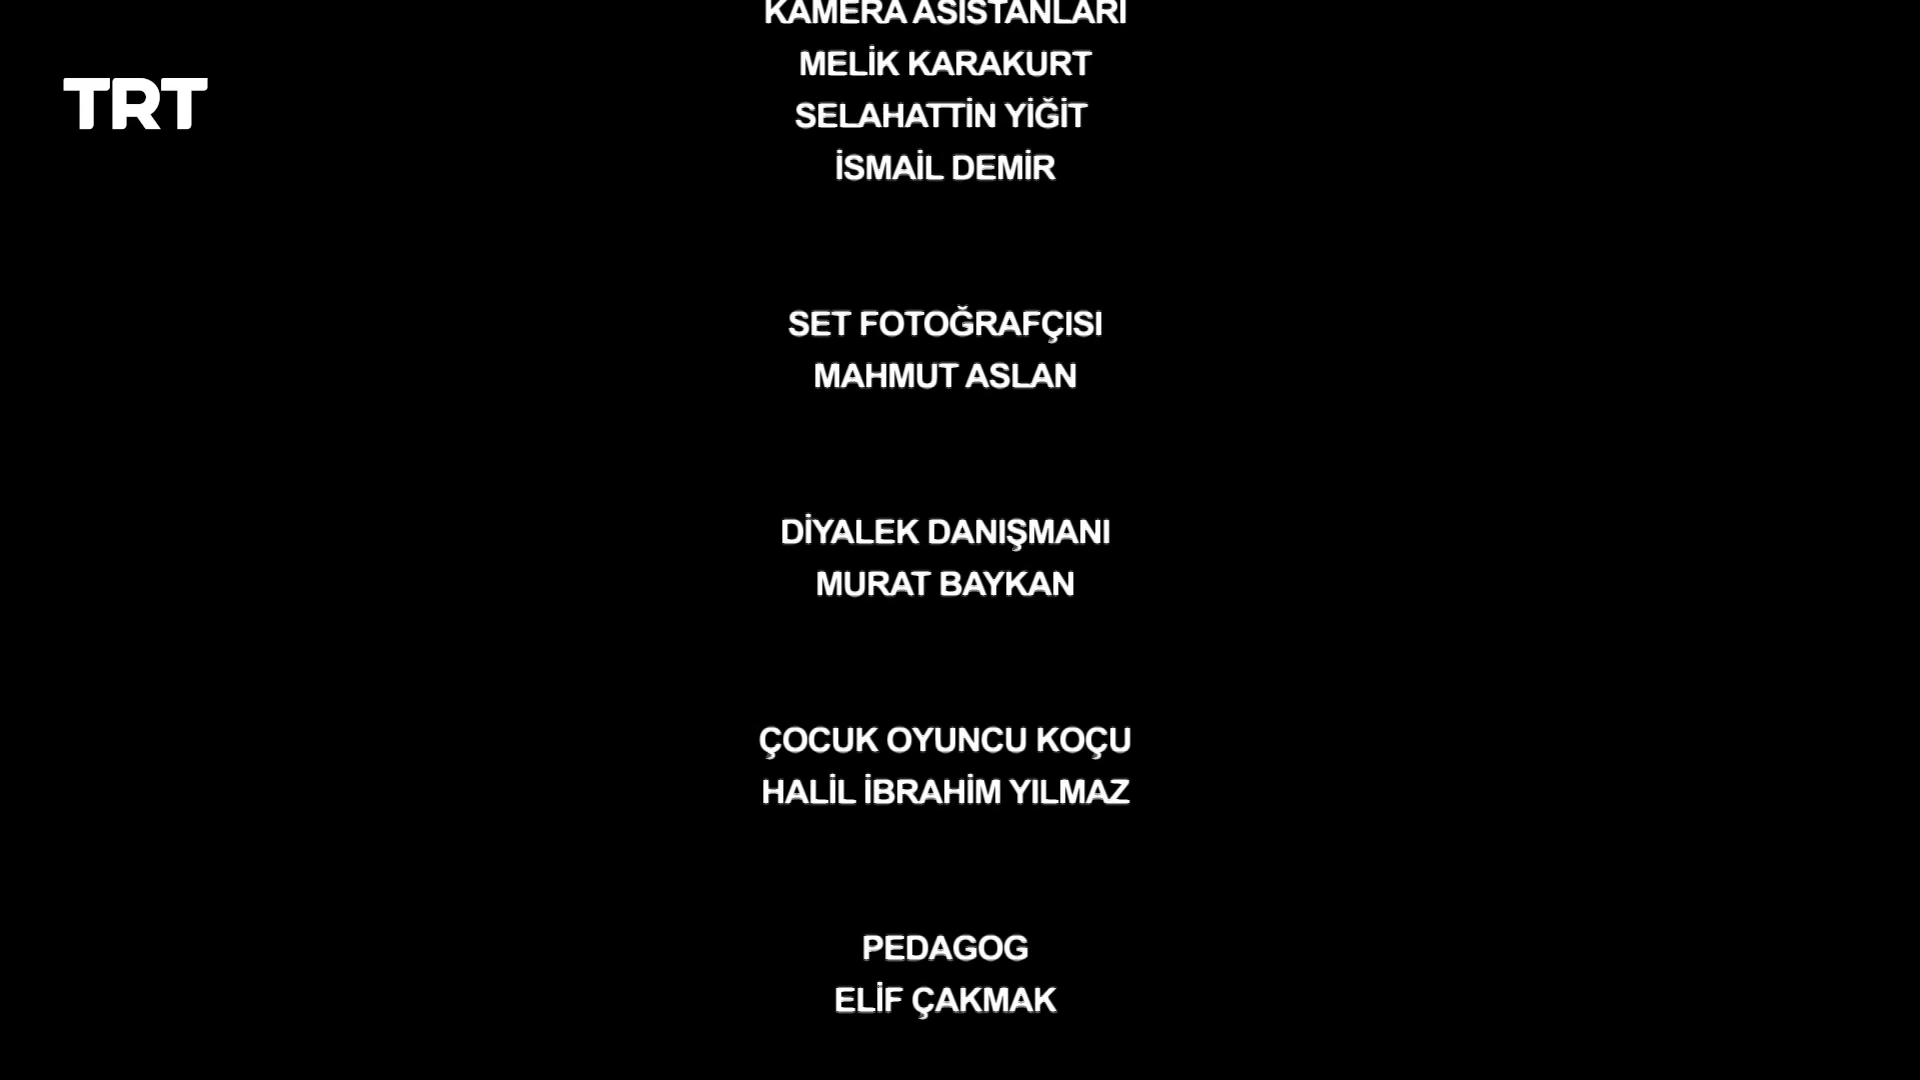 KAMERA ASİSTANLARI
MELİK KARAKURT
TRT
SELAHATTİN YİĞİT
İSMAİL DEMİR
SET FOTOĞRAFÇISI
MAHMUT ASLAN
DİYALEK DANIŞMANI
MURAT BAYKAN
ÇOCUK OYUNCU KOÇU
HALİL İBRAHİM YILMAZ
PEDAGOG
ELİF ÇAKMAK